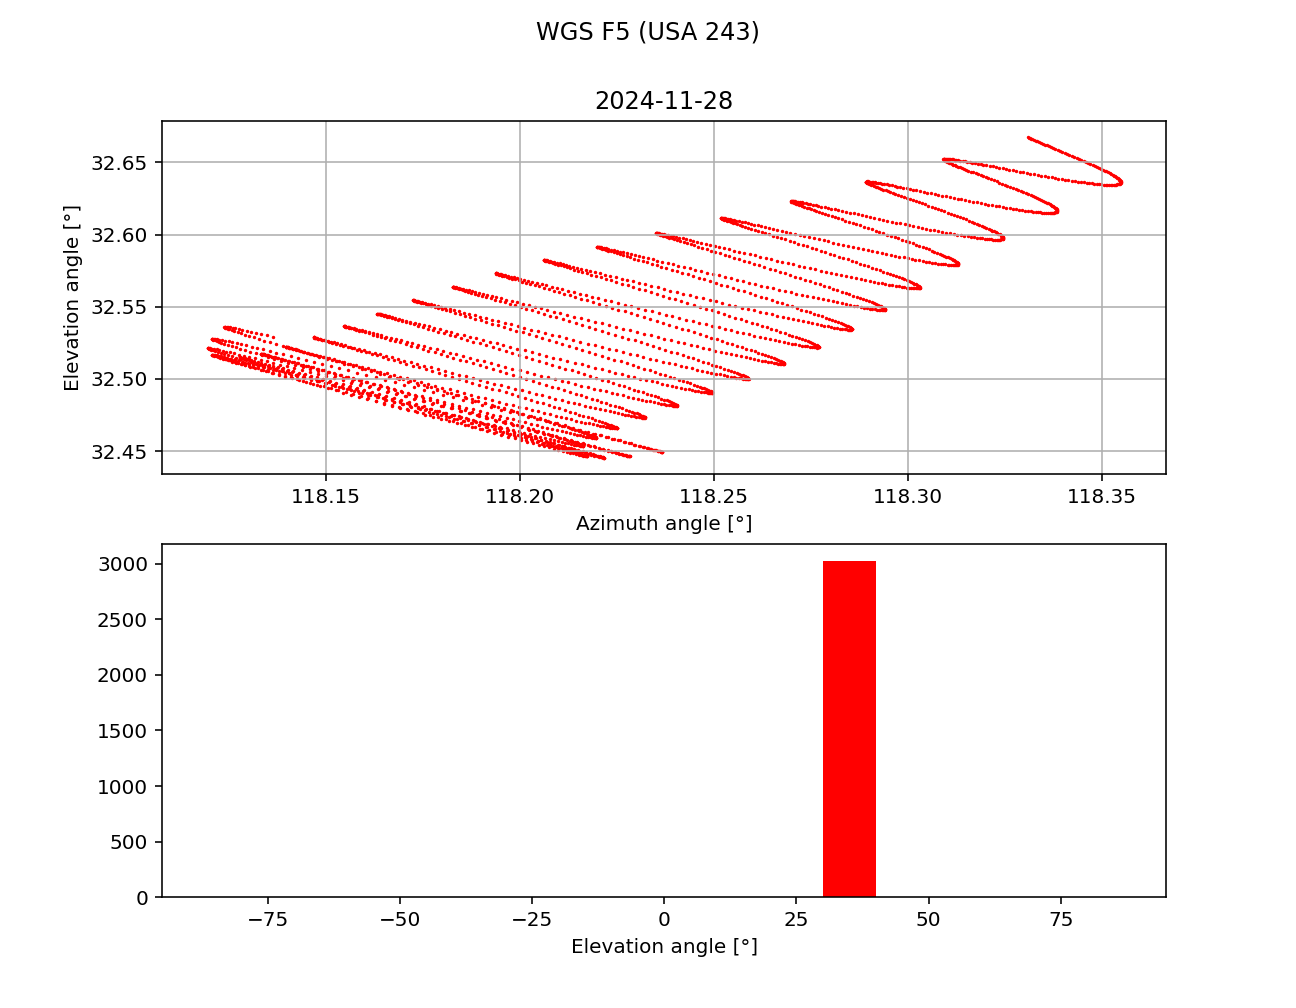 WGS F5 (USA 243)
2024-11-28
32.65
32.60
32.55
32.50
32.45
Elevation angle [°]
118.15 118.20 118.25 118.30 118.35
Azimuth angle [°]
3000
2500
2000
1500
1000
500
0
−75 −50 −25 0 25 50 75
Elevation angle [°]